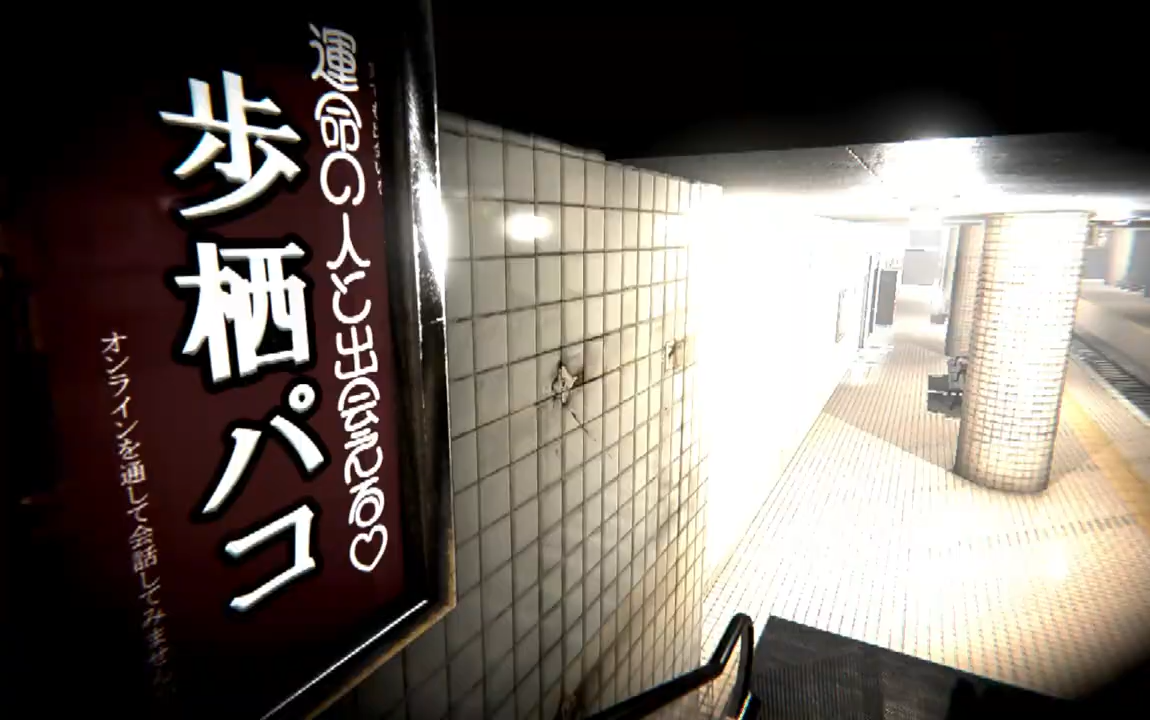 運命の人と出会える♡
歩栖パコ
オンラインを通して会話してみません